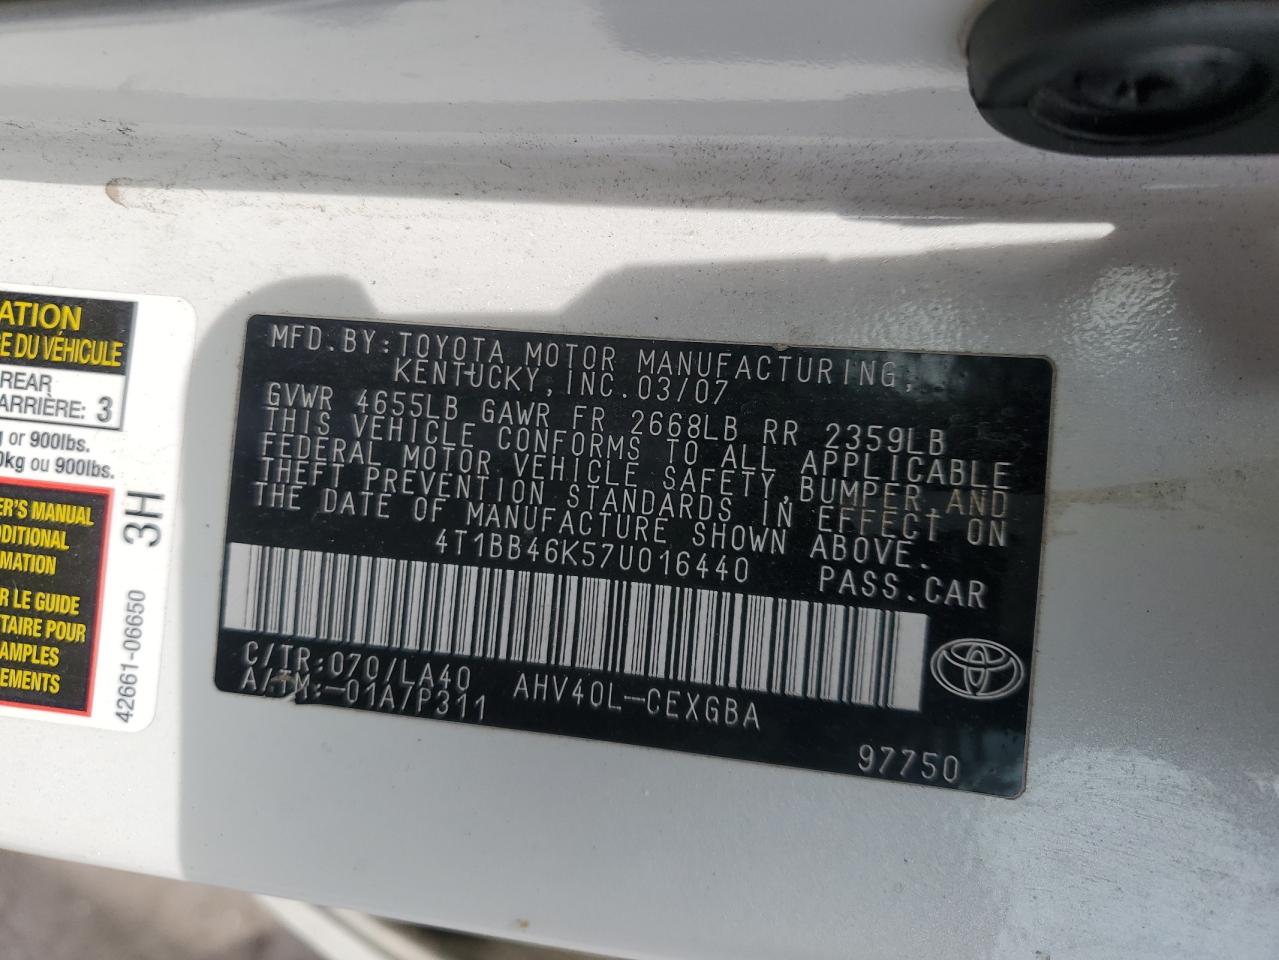 ATION
E DU VÉHICULE
REAR
ARRIÈRE: 3
or 900lbs.
kg ou 900lbs.
ER'S MANUAL
DITIONAL
MATION
R LE GUIDE
TAIRE POUR
AMPLES
EMENTS
42661-06650 3H
MFD.BY:TOYOTA MOTOR MANUFACTURING,
KENTUCKY,INC.03/07
GVWR 4655LB GAWR FR 2668LB RR 2359LB
THIS VEHICLE CONFORMS TO ALL APPLICABLE
FEDERAL MOTOR VEHICLE SAFETY,BUMPER,AND
THEFT PREVENTION STANDARDS IN EFFECT ON
THE DATE OF MANUFACTURE SHOWN ABOVE.
4T1BB46K57U016440 PASS.CAR
C/TR:070/LA40
A/TM:-01A/P311 AHV40L-CEXGBA
97750